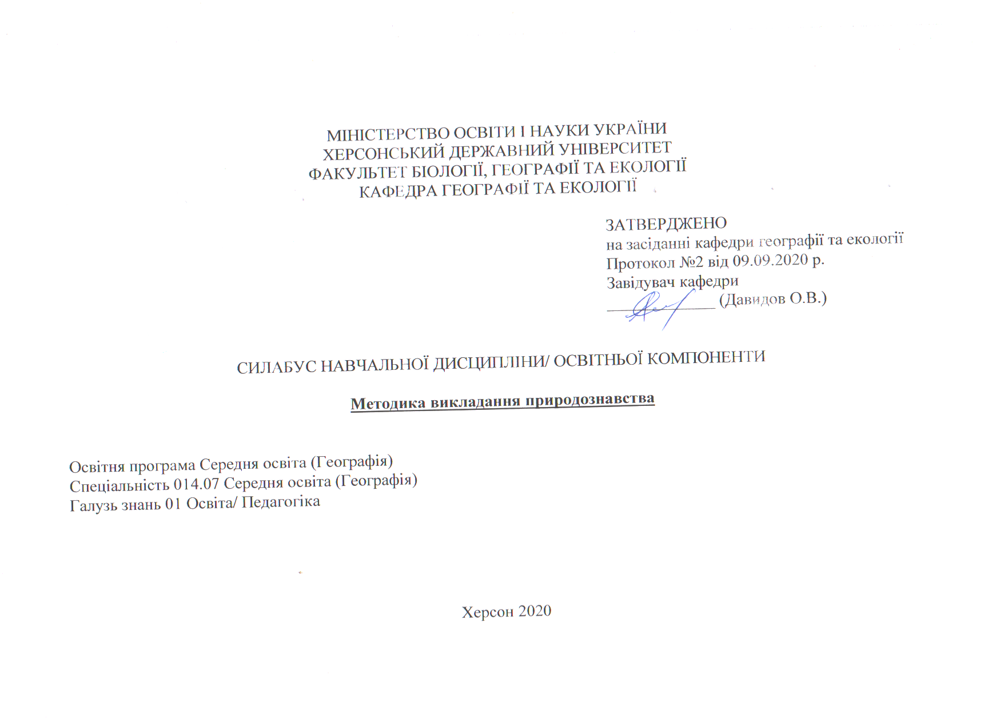 МІНІСТЕРСТВО ОСВІТИ І НАУКИ УКРАЇНИ
ХЕРСОНСЬКИЙ ДЕРЖАВНИЙ УНІВЕРСИТЕТ
ФАКУЛЬТЕТ БІОЛОГІЇ, ГЕОГРАФІЇ ТА ЕКОЛОГІЇ
КАФЕДРА ГЕОГРАФІЇ ТА ЕКОЛОГІЇ
ЗАТВЕРДЖЕНО
на засіданні кафедри географії та екології
Протокол №2 від 09.09.2020 р.
Завідувач кафедри
(Давидов О.В.)
СИЛАБУС НАВЧАЛЬНОЇ ДИСЦИПЛІНИ/ ОСВІТНЬОЇ КОМПОНЕНТИ
Методика викладання природознавства
Освітня програма Середня освіта (Географія)
Спеціальність 014.07 Середня освіта (Географія)
Галузь знань 01 Освіта/ Педагогіка
Херсон 2020